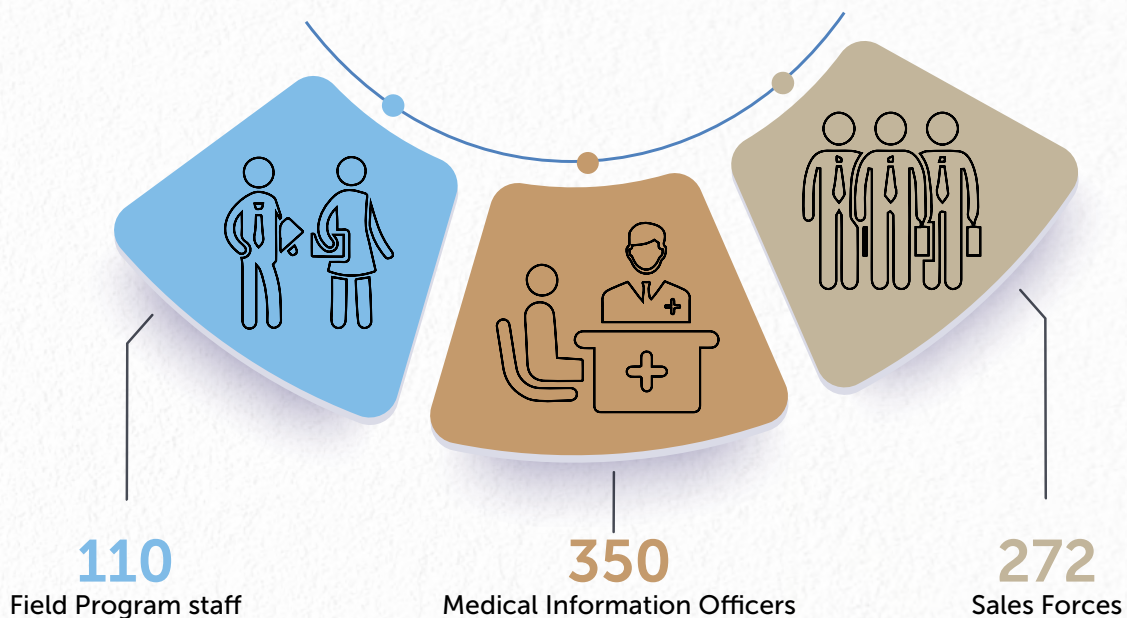 110
Field Program staff
350
Medical Information Officers
272
Sales Forces